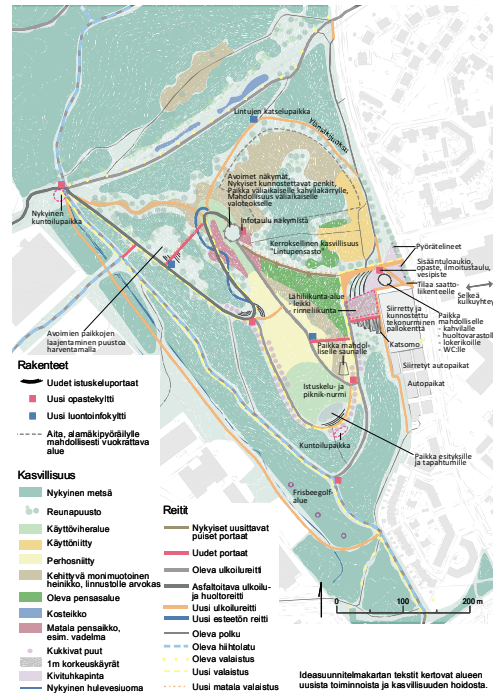 Lintujen katselupaikka
Ylämäkijuoksu
Avoimet näkymät,
Nykyiset kunnostettavat penkit,
Paikka väliaikaiselle kahvilakärrylle,
Mahdollisuus väliaikaiselle
valoteokselle
Nykyinen
kuntoilupaikka
Infotaulu näkymistä
Kerroksellinen kasvillisuus
"Lintupensasto"
Pyörätelineet
Sisääntuloaukio,
opaste, ilmoitustaulu,
vesipiste
Tilaa saatto-
liikenteelle
Selkeä
kulkuyhteys
Lähiliikunta-alue
- leikki
- rinneliikunta
Siirretty ja
kunnostettu
tekonurminen
pallokenttä
Paikka
mahdolliselle
- kahvilalle
- huoltovarastolle
- lokerikoille
- WC:lle
Katsomo
Avoimien paikkojen
laajentaminen puustoa
harventamalla
Paikka mahdol-
liselle saunalle
Siirretyt autopaikat
Autopaikat
Istuskelu- ja
piknik-nurmi
Kuntoilupaikka
Paikka esityksille
ja tapahtumille
Frisbeegolf-
alue
Rakenteet
Uudet istuskeluportaat
Uusi opastekyltti
Uusi luontoinfokyltti
Aita, alamäkipyöräilylle
mahdollisesti vuokrattava
alue
Kasvillisuus
Nykyinen metsä
Reunapuusto
Käyttöviheralue
Käyttöniitty
Perhosniitty
Kehittyvä monimuotoinen
heinikko, linnustolle arvokas
Oleva pensasalue
Kosteikko
Matala pensaikko,
esim. vadelma
Kukkivat puut
1m korkeuskäyrät
Kivituhkapinta
Nykyinen hulevesiuoma
Reitit
Nykyiset uusittavat
puiset portaat
Uudet portaat
Oleva ulkoilureitti
Asfaltoitava ulkoilu-
ja huoltoreitti
Uusi ulkoilureitti
Uusi esteetön reitti
Oleva polku
Oleva hiihtolatu
Oleva valaistus
Uusi valaistus
Uusi matala valaistus
0 100 200 m
Ideasuunnitelmakartan tekstit kertovat alueen
uusista toiminnoista ja kasvillisuuden hoidosta.